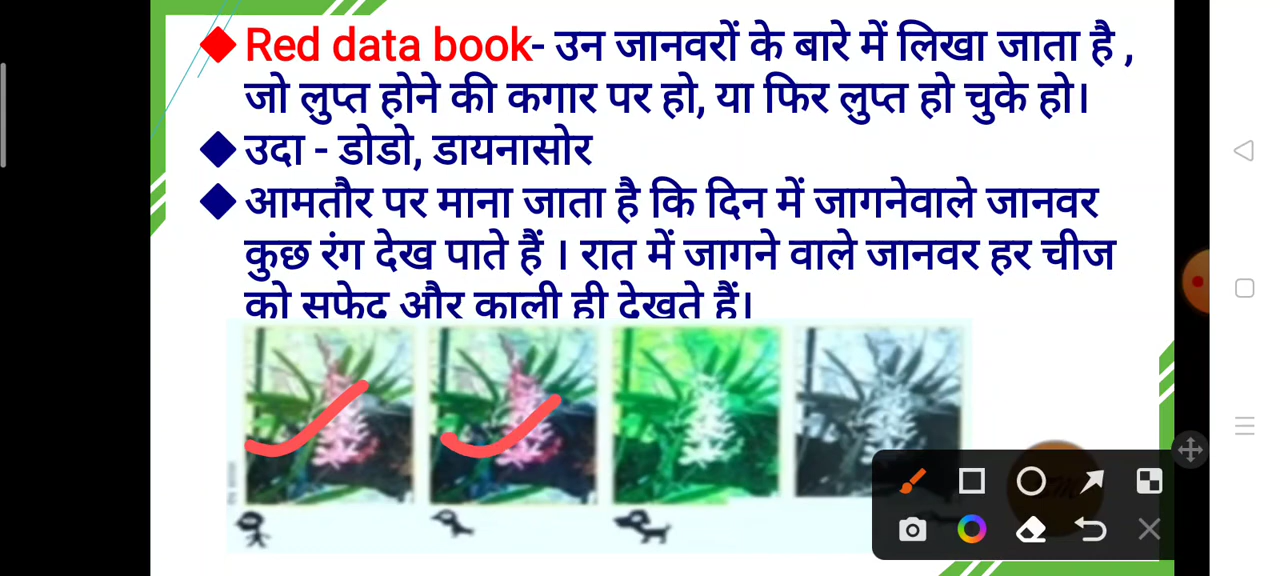 Red data book- उन जानवरों के बारे में लिखा जाता है ,
जो लुप्त होने की कगार पर हो, या फिर लुप्त हो चुके हो।
उदा - डोडो, डायनासोर
आमतौर पर माना जाता है कि दिन में जागनेवाले जानवर
कुछ रंग देख पाते हैं । रात में जागने वाले जानवर हर चीज
को सफेद और काली ही देखते हैं।